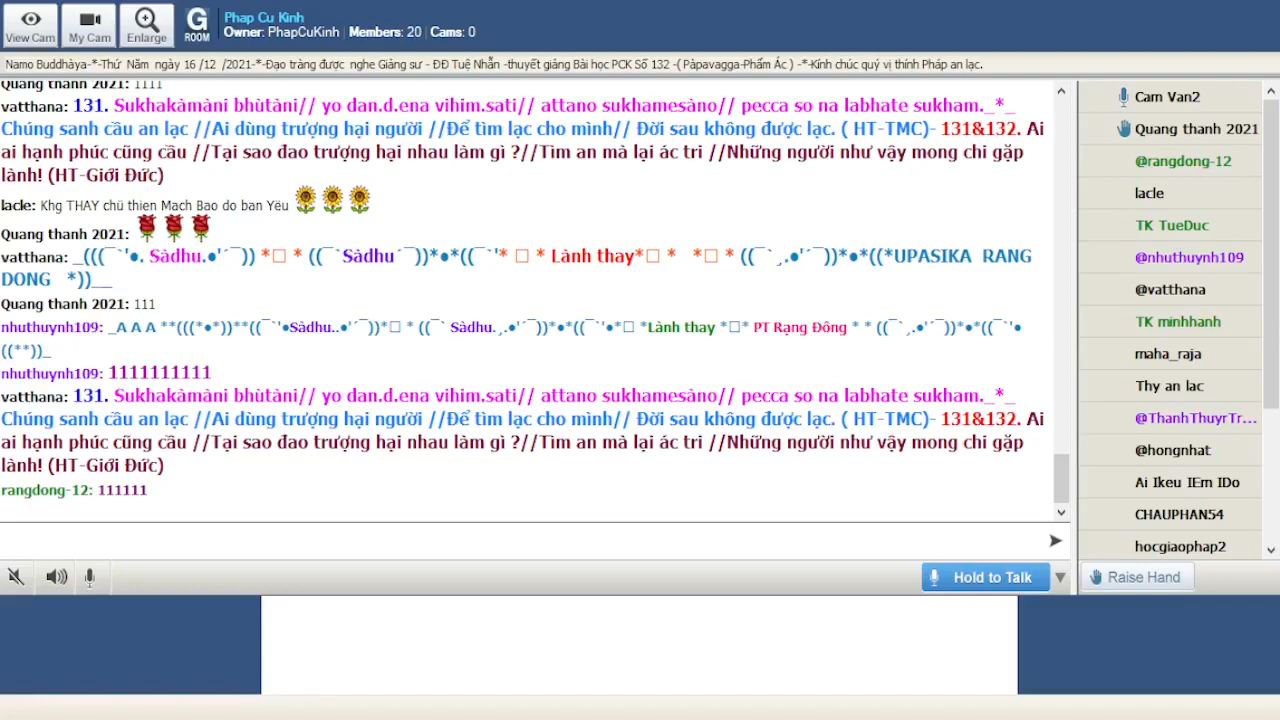 View Cam
My Cam
Enlarge
G
ROOM
Phap Cu Kinh
Owner: PhapCuKinh | Members: 20 | Cams: 0
Namo Buddhàya-*-Thứ Năm ngày 16 /12 /2021-*-Đạo tràng được nghe Giảng sư - ĐĐ Tuệ Nhẫn -thuyết giảng Bài học PCK Số 132 -( Pàpavagga-Phẩm Ác ) -*-Kính chúc quý vị thính Pháp an lạc.
Quang thanh 2021: 1111
vatthana: 131. Sukhakàmàni bhùtàni// yo dan.d.ena vihim.sati// attano sukhamesàno// pecca so na labhate sukham._*_
Chúng sanh cầu an lạc //Ai dùng trượng hại người //Để tìm lạc cho mình// Đời sau không được lạc. ( HT-TMC)- 131&132. Ai
ai hạnh phúc cũng cầu //Tại sao đao trượng hại nhau làm gì ?//Tìm an mà lại ác tri //Những người như vậy mong chi gặp
lành! (HT-Giới Đức)
lacle: Khg THAY chü thien Mach Bao do ban Yëu
Quang thanh 2021:
vatthana: _(((¯`'●. Sàdhu.●'´¯)) *□ * ((¯`Sàdhu´¯))*●*((¯`'* □ * Lành thay*□ * *□ * ((¯`¸.●'´¯))*●*((*UPASIKA RANG
DONG *))__
Quang thanh 2021: 111
nhuthuynh109: _A A A **(((*●*))**((¯`'●Sàdhu..●'´¯))*□ * ((¯` Sàdhu.¸.●'´¯))*●*((¯`'●*□ *Lành thay *□* PT Rạng Đông * * ((¯`¸.●'´¯))*●*((¯`'●
((**))_
nhuthuynh109: 1111111111
vatthana: 131. Sukhakàmàni bhùtàni// yo dan.d.ena vihim.sati// attano sukhamesàno// pecca so na labhate sukham._*_
Chúng sanh cầu an lạc //Ai dùng trượng hại người //Để tìm lạc cho mình// Đời sau không được lạc. ( HT-TMC)- 131&132. Ai
ai hạnh phúc cũng cầu //Tại sao đao trượng hại nhau làm gì ?//Tìm an mà lại ác tri //Những người như vậy mong chi gặp
lành! (HT-Giới Đức)
rangdong-12: 111111
Hold to Talk
Cam Van2
Quang thanh 2021
@rangdong-12
lacle
TK TueDuc
@nhuthuynh109
@vatthana
TK minhhanh
maha_raja
Thy an lac
@ThanhThuyrTr...
@hongnhat
Ai Ikeu IEm IDo
CHAUPHAN54
hocgiaophap2
Raise Hand